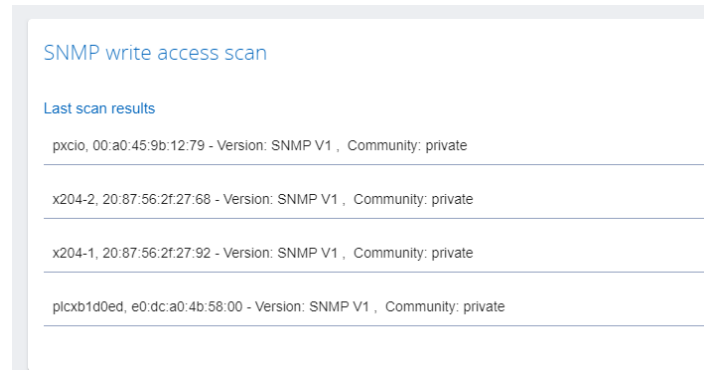 SNMP write access scan
Last scan results
pxcio, 00:a0:45:9b:12:79 - Version: SNMP V1 , Community: private
x204-2, 20:87:56:2f:27:68 - Version: SNMP V1 , Community: private
x204-1, 20:87:56:2f:27:92 - Version: SNMP V1 , Community: private
plcxb1d0ed, e0:dc:a0:4b:58:00 - Version: SNMP V1 , Community: private